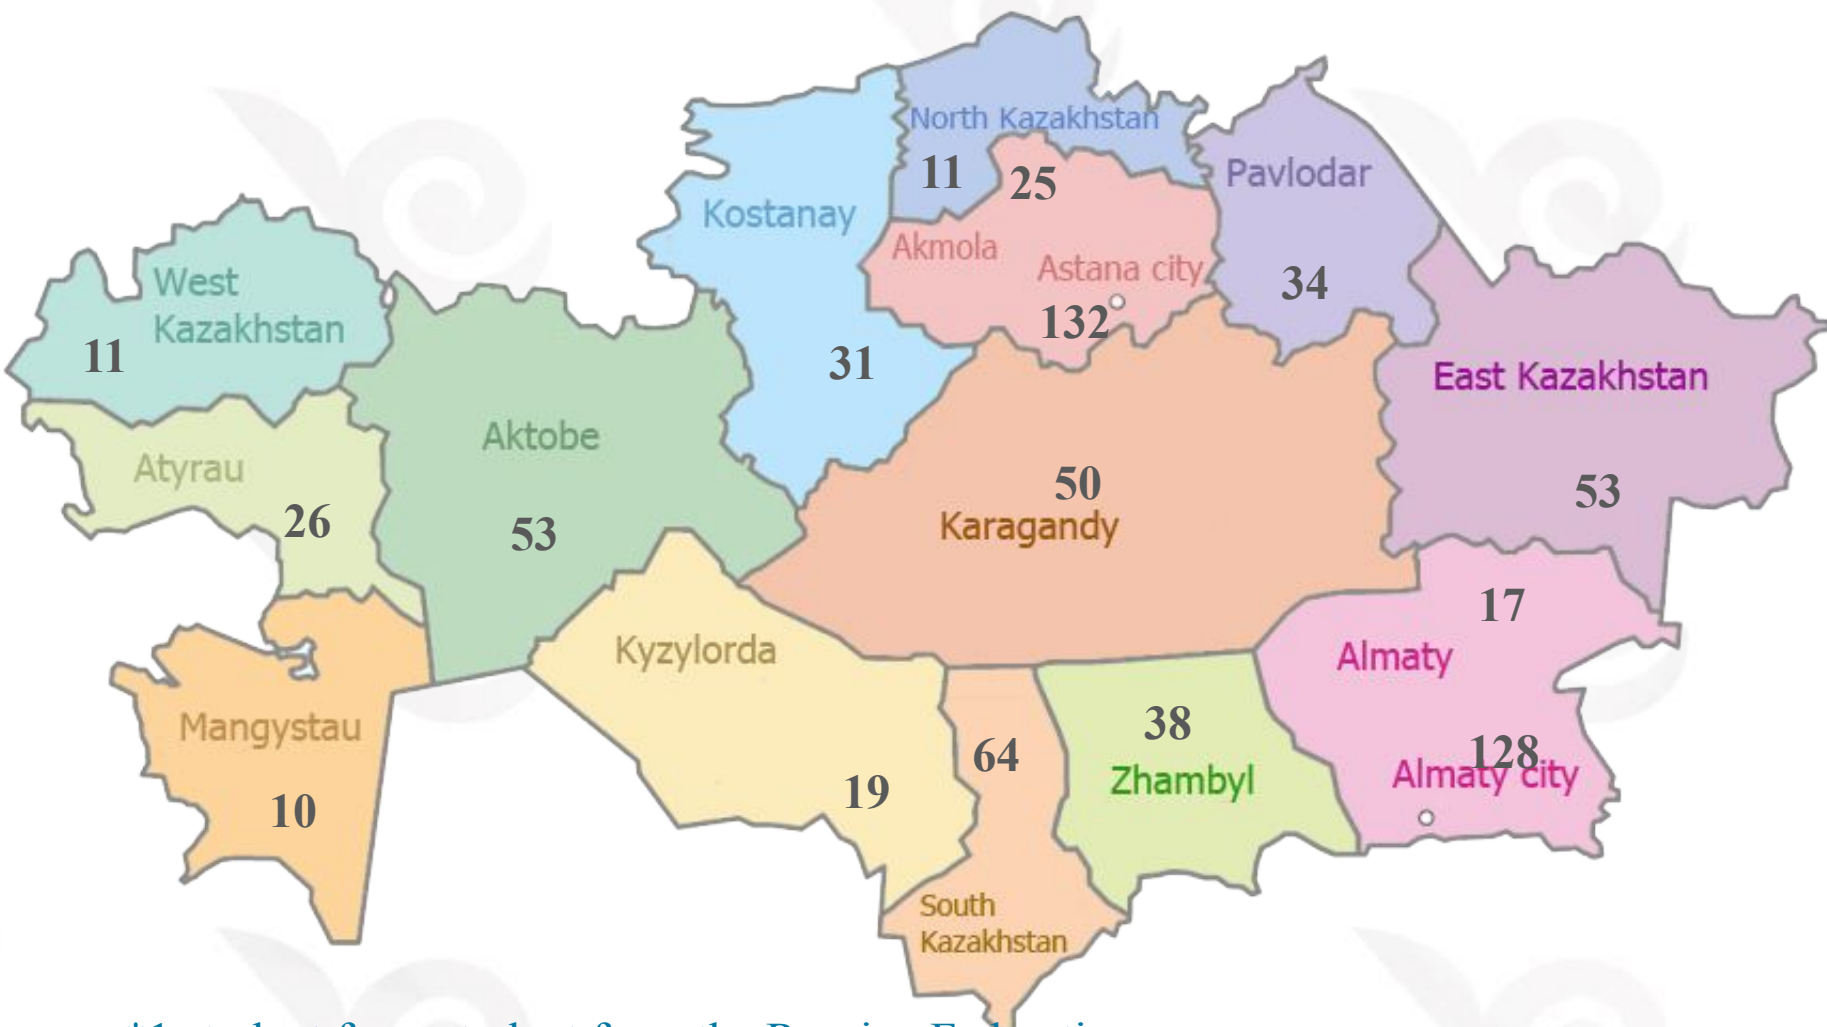 North Kazakhstan
11
25
Pavlodar
34
Kostanay
31
Akmola
Astana city
132
West
Kazakhstan
11
East Kazakhstan
53
Aktobe
53
Atyrau
26
50
Karagandy
17
Almaty
128
Almaty city
Kyzylorda
19
64
38
Zhambyl
Mangystau
10
South
Kazakhstan